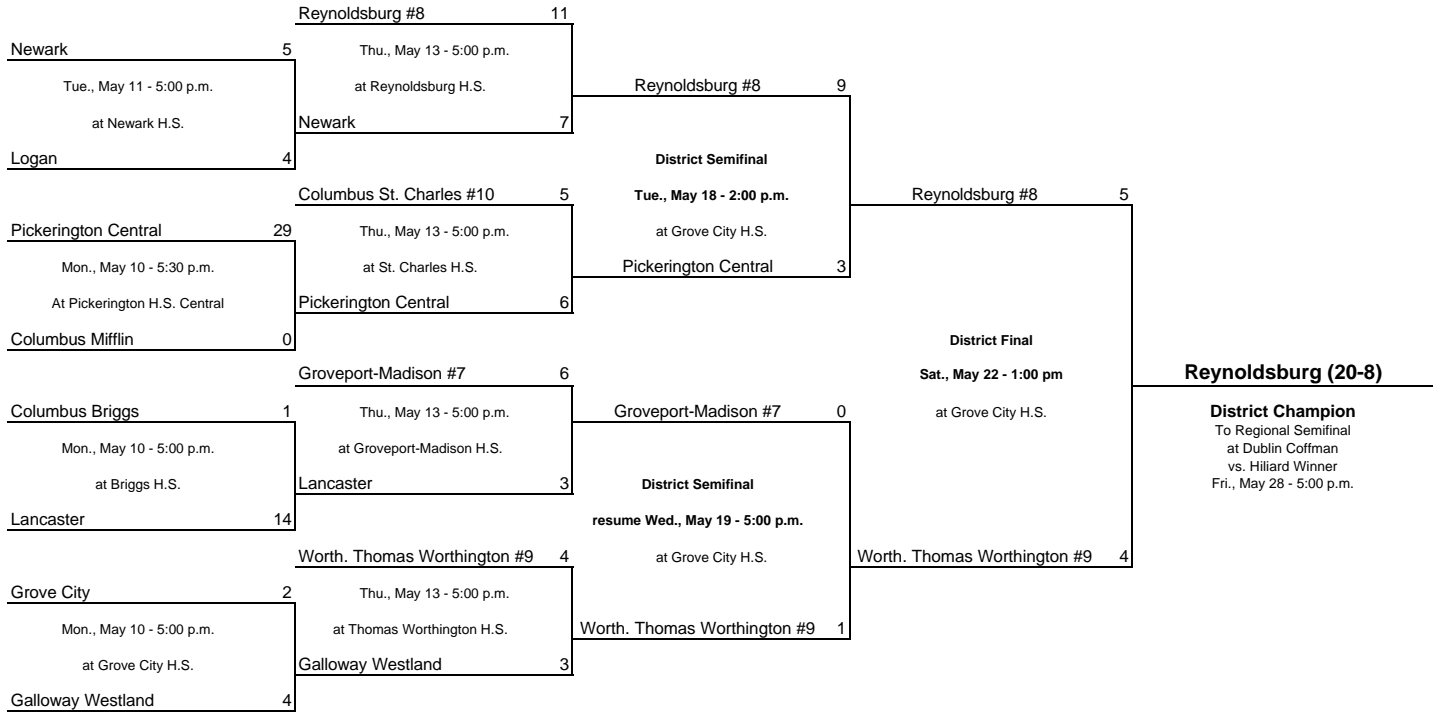 Reynoldsburg #8 11
Newark 5
Thu., May 13 - 5:00 p.m.
Tue., May 11 - 5:00 p.m.
at Reynoldsburg H.S.
Reynoldsburg #8 9
at Newark H.S.
Newark 7
Logan 4
District Semifinal
Columbus St. Charles #10 5
Tue., May 18 - 2:00 p.m.
Reynoldsburg #8 5
Pickerington Central 29
Thu., May 13 - 5:00 p.m.
at Grove City H.S.
Mon., May 10 - 5:30 p.m.
at St. Charles H.S.
Pickerington Central 3
At Pickerington H.S. Central
Pickerington Central 6
Columbus Mifflin 0
District Final
Groveport-Madison #7 6
Sat., May 22 - 1:00 pm
Reynoldsburg (20-8)
Columbus Briggs 1
Thu., May 13 - 5:00 p.m.
Groveport-Madison #7 0
at Grove City H.S.
District Champion
To Regional Semifinal
at Dublin Coffman
vs. Hiliard Winner
Fri., May 28 - 5:00 p.m.
Mon., May 10 - 5:00 p.m.
at Groveport-Madison H.S.
at Briggs H.S.
Lancaster 3
District Semifinal
Lancaster 14
resume Wed., May 19 - 5:00 p.m.
Worth. Thomas Worthington #9 4
at Grove City H.S.
Worth. Thomas Worthington #9 4
Grove City 2
Thu., May 13 - 5:00 p.m.
Mon., May 10 - 5:00 p.m.
at Thomas Worthington H.S.
Worth. Thomas Worthington #9 1
at Grove City H.S.
Galloway Westland 3
Galloway Westland 4